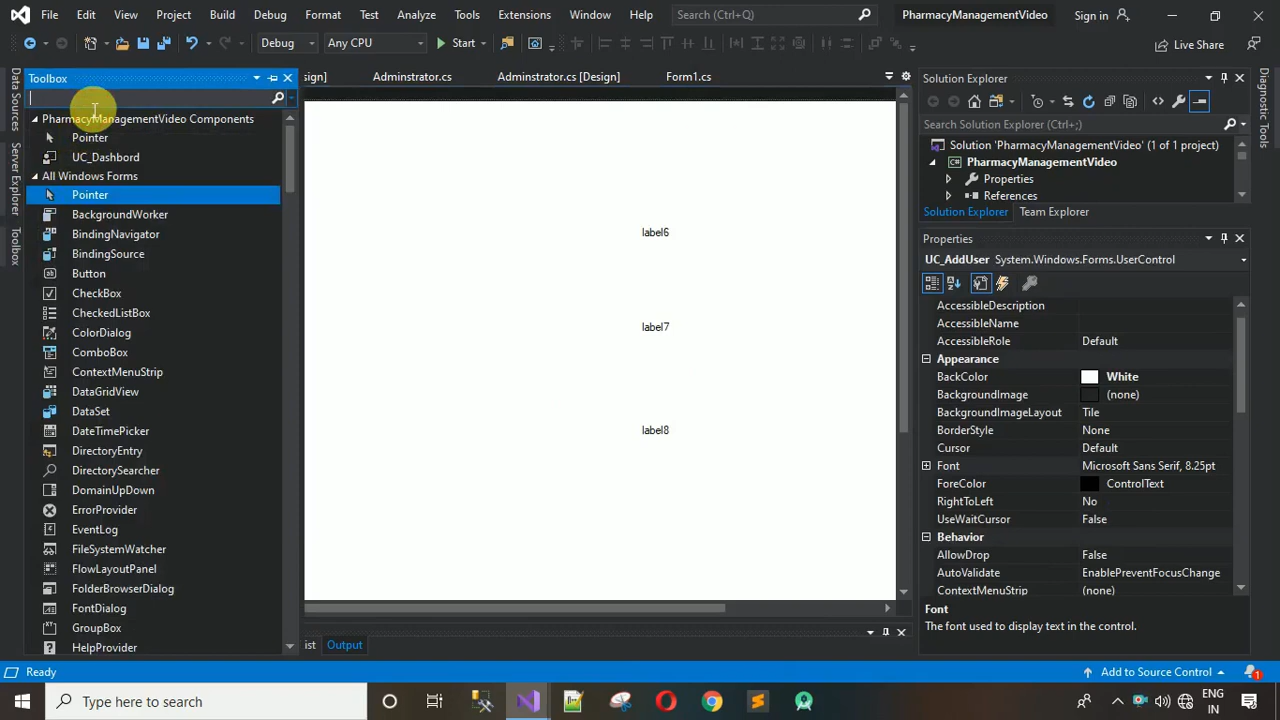 File Edit View Project Build Debug Format Test Analyze Tools Extensions Window Help Search (Ctrl+Q) PharmacyManagementVideo Sign in
Debug Any CPU Start Live Share
Data Sources
Server Explorer
Toolbox
Toolbox
PharmacyManagementVideo Components
Pointer
UC_Dashbord
All Windows Forms
Pointer
BackgroundWorker
BindingNavigator
BindingSource
Button
CheckBox
CheckedListBox
ColorDialog
ComboBox
ContextMenuStrip
DataGridView
DataSet
DateTimePicker
DirectoryEntry
DirectorySearcher
DomainUpDown
ErrorProvider
EventLog
FileSystemWatcher
FlowLayoutPanel
FolderBrowserDialog
FontDialog
GroupBox
HelpProvider
sign] Adminstrator.cs Adminstrator.cs [Design] Form1.cs
label6
label7
label8
ist Output
Solution Explorer
Search Solution Explorer (Ctrl+;)
Solution 'PharmacyManagementVideo' (1 of 1 project)
C# PharmacyManagementVideo
Properties
References
Solution Explorer Team Explorer
Properties
UC_AddUser System.Windows.Forms.UserControl
AccessibleDescription
AccessibleName
AccessibleRole Default
Appearance
BackColor White
BackgroundImage (none)
BackgroundImageLayout Tile
BorderStyle None
Cursor Default
Font Microsoft Sans Serif, 8.25pt
ForeColor ControlText
RightToLeft No
UseWaitCursor False
Behavior
AllowDrop False
AutoValidate EnablePreventFocusChange
ContextMenuStrip (none)
Font
The font used to display text in the control.
Diagnostic Tools
Ready Add to Source Control 1
Type here to search ENG
IN